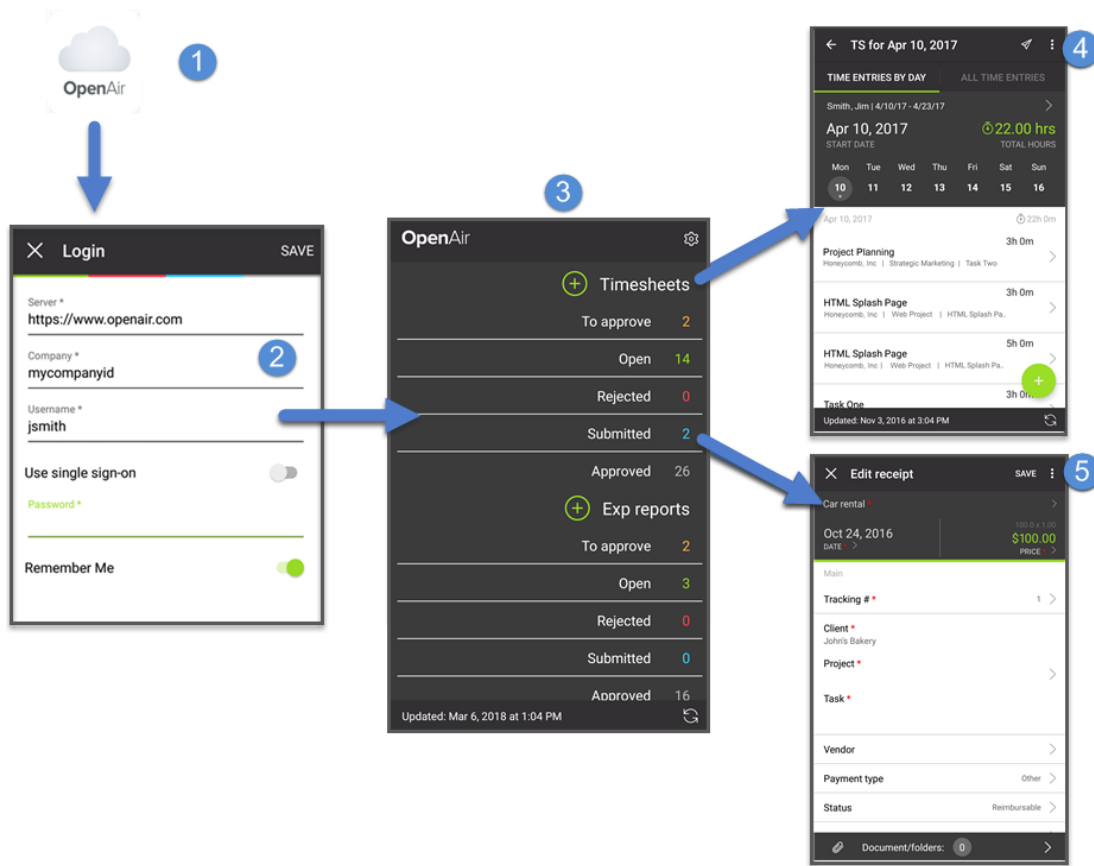 1
OpenAir
Login
SAVE
Server *
https://www.openair.com
Company *
mycompanyid
2
Username *
jsmith
Use single sign-on
Password *
Remember Me
3
OpenAir
Timesheets
To approve 2
Open 14
Rejected 0
Submitted 2
Approved 26
Exp reports
To approve 2
Open 3
Rejected 0
Submitted 0
Approved 16
Updated: Mar 6, 2018 at 1:04 PM
4
TS for Apr 10, 2017
TIME ENTRIES BY DAY ALL TIME ENTRIES
Smith, Jim | 4/10/17 - 4/23/17
Apr 10, 2017 22.00 hrs
START DATE TOTAL HOURS
Mon Tue Wed Thu Fri Sat Sun
10 11 12 13 14 15 16
Apr 10, 2017 22h 0m
3h 0m
Project Planning
Honeycomb, Inc | Strategic Marketing | Task Two
3h 0m
HTML Splash Page
Honeycomb, Inc | Web Project | HTML Splash Pa..
5h 0m
HTML Splash Page
Honeycomb, Inc | Web Project | HTML Splash Pa..
3h 0m
Task One
Updated: Nov 3, 2016 at 3:04 PM
5
Edit receipt SAVE
Car rental *
100.0 x 1.00
Oct 24, 2016 $100.00
DATE * PRICE *
Main
Tracking # * 1
Client *
John's Bakery
Project *
Task *
Vendor
Payment type Other
Status Reimbursable
Document/folders: 0